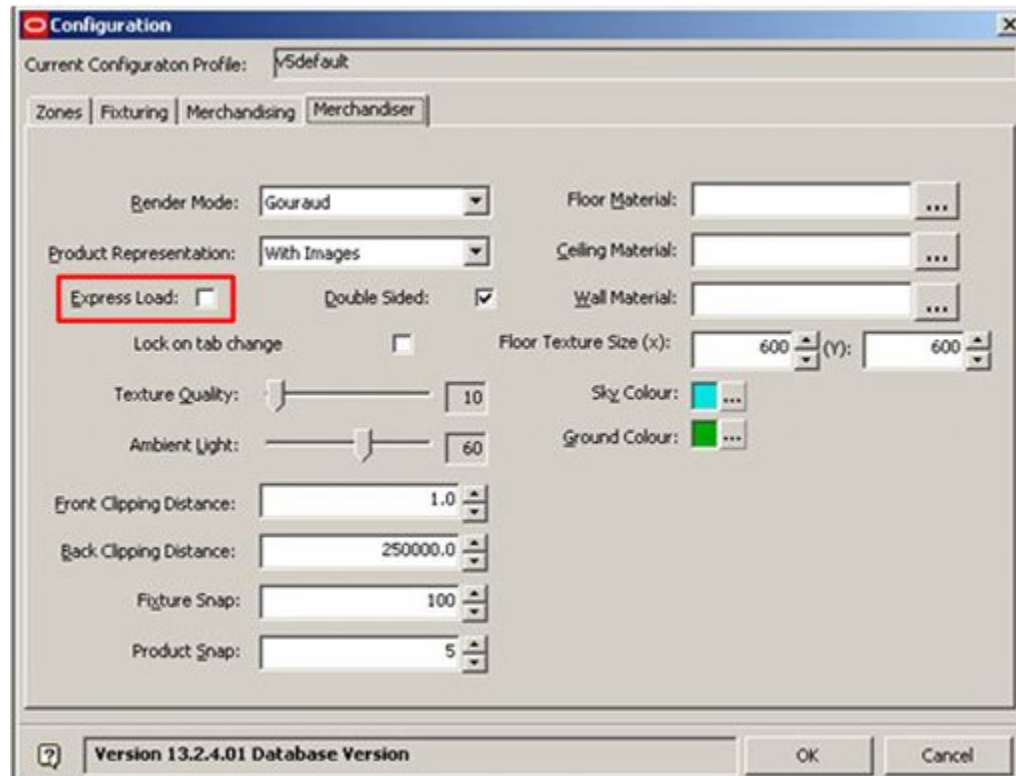 Configuration
Current Configuraton Profile: v5default
Zones Fixturing Merchandising Merchandiser
Render Mode: Gouraud Floor Material: ...
Product Representation: With Images Ceiling Material: ...
Express Load: Double Sided: Wall Material: ...
Lock on tab change Floor Texture Size (x): 600 (Y): 600
Texture Quality: 10 Sky Colour: ...
Ambient Light: 60 Ground Colour: ...
Front Clipping Distance: 1.0
Back Clipping Distance: 250000.0
Fixture Snap: 100
Product Snap: 5
Version 13.2.4.01 Database Version OK Cancel